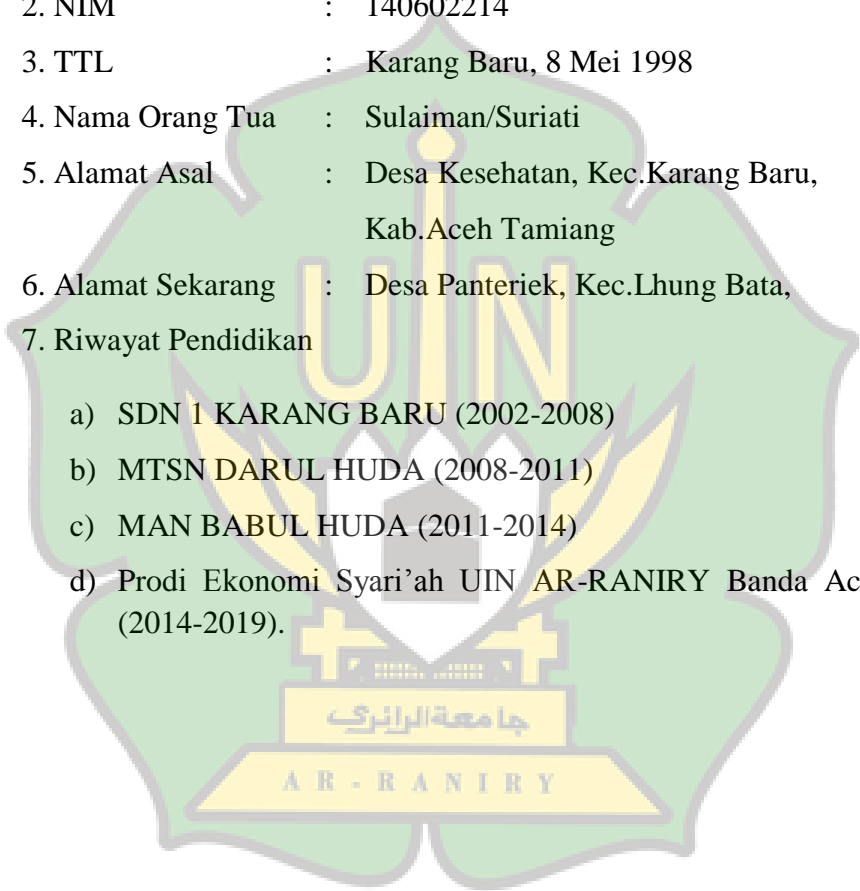 2. NIM : 140602214
3. TTL : Karang Baru, 8 Mei 1998
4. Nama Orang Tua : Sulaiman/Suriati
5. Alamat Asal : Desa Kesehatan, Kec.Karang Baru,
Kab.Aceh Tamiang
6. Alamat Sekarang : Desa Panteriek, Kec.Lhung Bata,
7. Riwayat Pendidikan
a) SDN 1 KARANG BARU (2002-2008)
b) MTSN DARUL HUDA (2008-2011)
c) MAN BABUL HUDA (2011-2014)
d) Prodi Ekonomi Syari’ah UIN AR-RANIRY Banda Ac
(2014-2019).
UIN
جامعة الرانري
AR-RANIRY